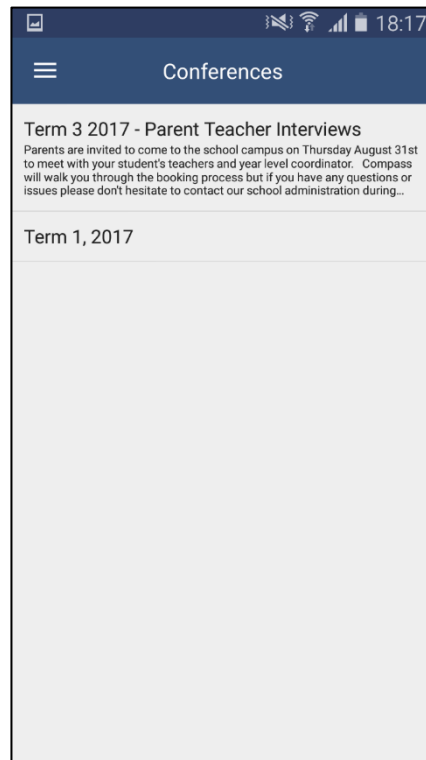 18:17
Conferences
Term 3 2017 - Parent Teacher Interviews
Parents are invited to come to the school campus on Thursday August 31st
to meet with your student's teachers and year level coordinator.   Compass
will walk you through the booking process but if you have any questions or
issues please don't hesitate to contact our school administration during...
Term 1, 2017